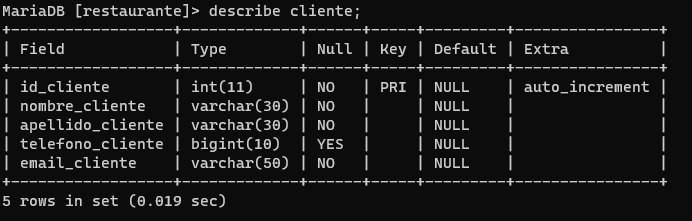 MariaDB [restaurante]> describe cliente;
+-------------------+-------------+------+-----+---------+----------------+
| Field             | Type        | Null | Key | Default | Extra          |
+-------------------+-------------+------+-----+---------+----------------+
| id_cliente        | int(11)     | NO   | PRI | NULL    | auto_increment |
| nombre_cliente    | varchar(30) | NO   |     | NULL    |                |
| apellido_cliente  | varchar(30) | NO   |     | NULL    |                |
| telefono_cliente  | bigint(10)  | YES  |     | NULL    |                |
| email_cliente     | varchar(50) | NO   |     | NULL    |                |
+-------------------+-------------+------+-----+---------+----------------+
5 rows in set (0.019 sec)